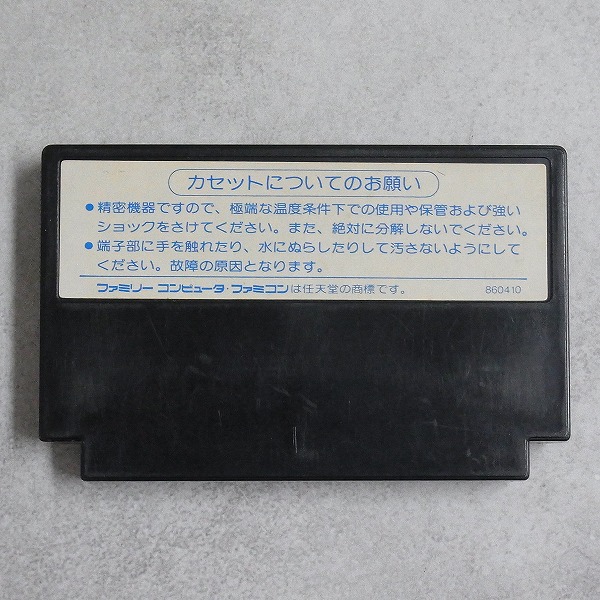 カセットについてのお願い
●精密機器ですので、極端な温度条件下での使用や保管および強い
ショックをさけてください。また、絶対に分解しないでください。
●端子部に手を触れたり、水にぬらしたりして汚さないようにして
ください。故障の原因となります。
ファミリー コンピュータ・ファミコンは任天堂の商標です。 860410